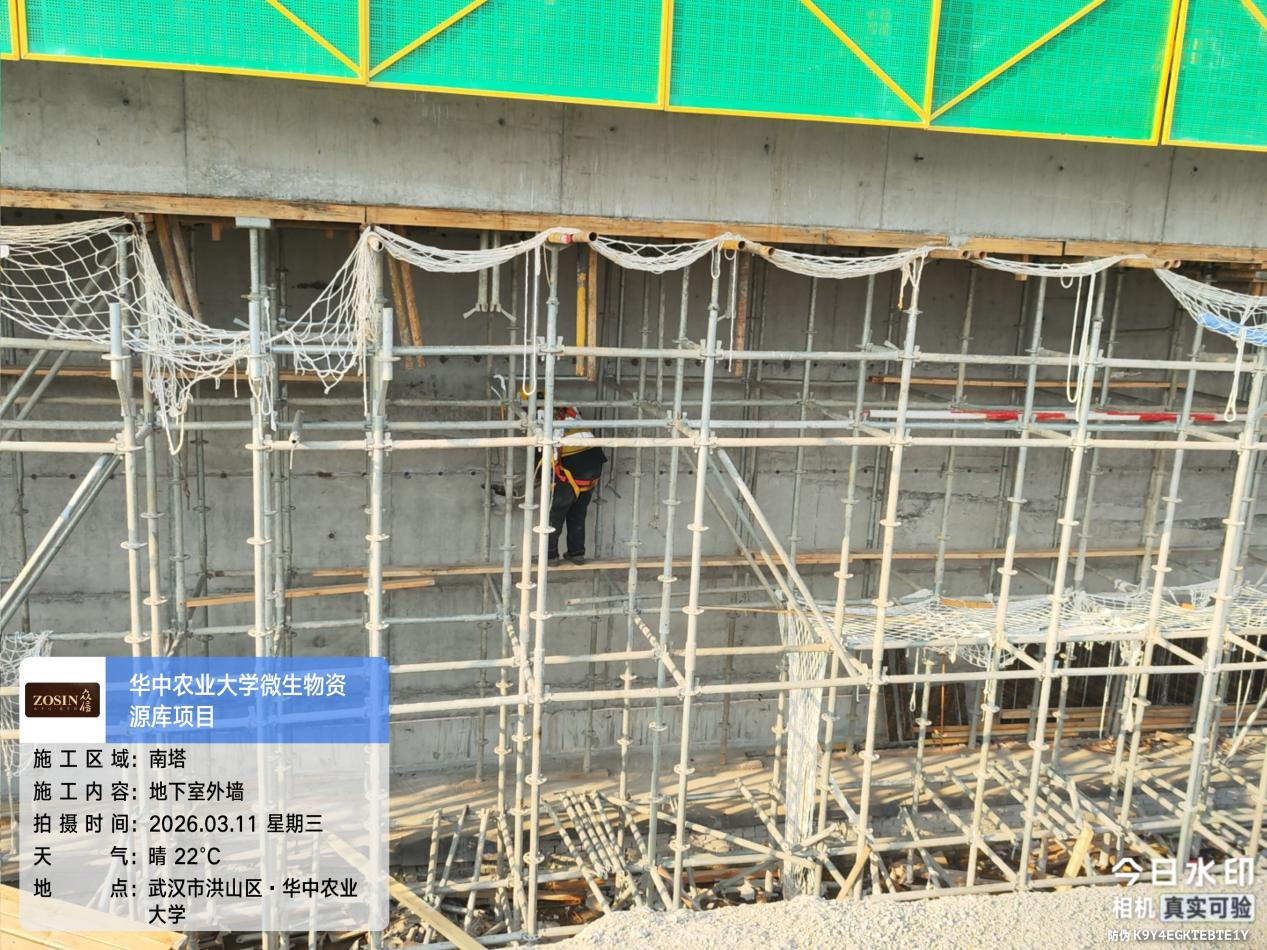 ZOSIN 众信
华中农业大学微生物资
源库项目
施工区域：南塔
施工内容：地下室外墙
拍摄时间：2026.03.11 星期三
天气：晴 22℃
地点：武汉市洪山区·华中农业
大学
今日水印
相机 真实可验
防伪 K9Y4EGKTEBTE1Y